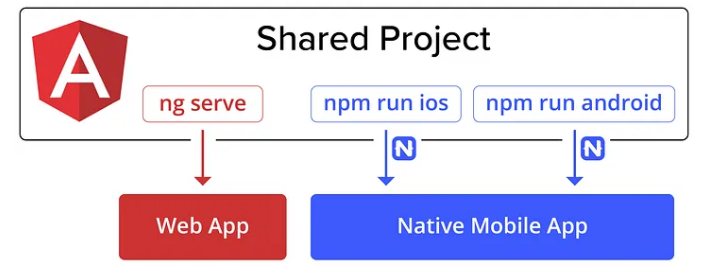 Shared Project
A
ng serve
npm run ios
npm run android
N
N
Web App
Native Mobile App